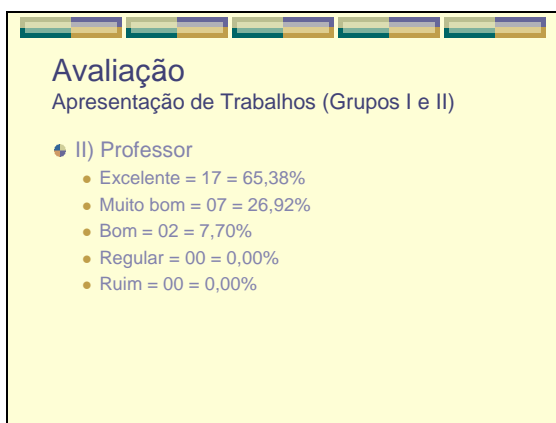 Avaliação
Apresentação de Trabalhos (Grupos I e II)
II) Professor
Excelente = 17 = 65,38%
Muito bom = 07 = 26,92%
Bom = 02 = 7,70%
Regular = 00 = 0,00%
Ruim = 00 = 0,00%